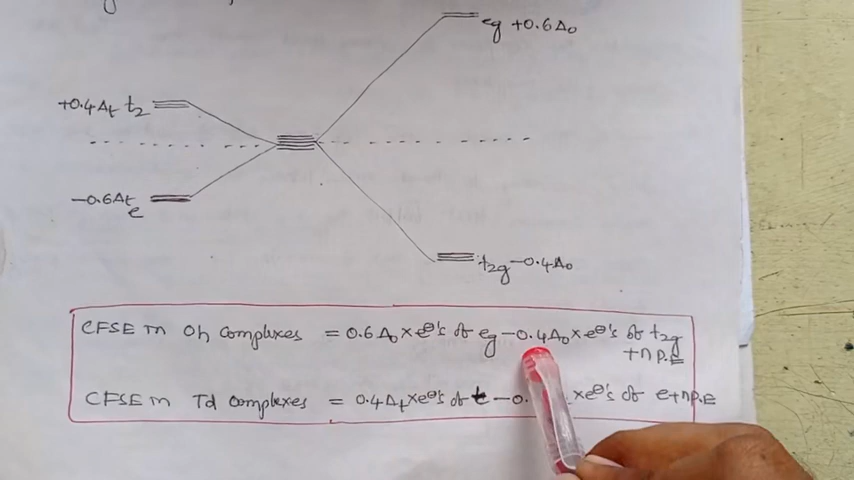 eg +0.6Δo
+0.4Δt t2
-0.6Δt e
t2g -0.4Δo
CFSE in Oh complexes = 0.6Δo × e⊖'s of eg - 0.4Δo × e⊖'s of t2g
+n P.E
CFSE in Td complexes = 0.4Δt × e⊖'s of t - 0. × e⊖'s of e + nP.E